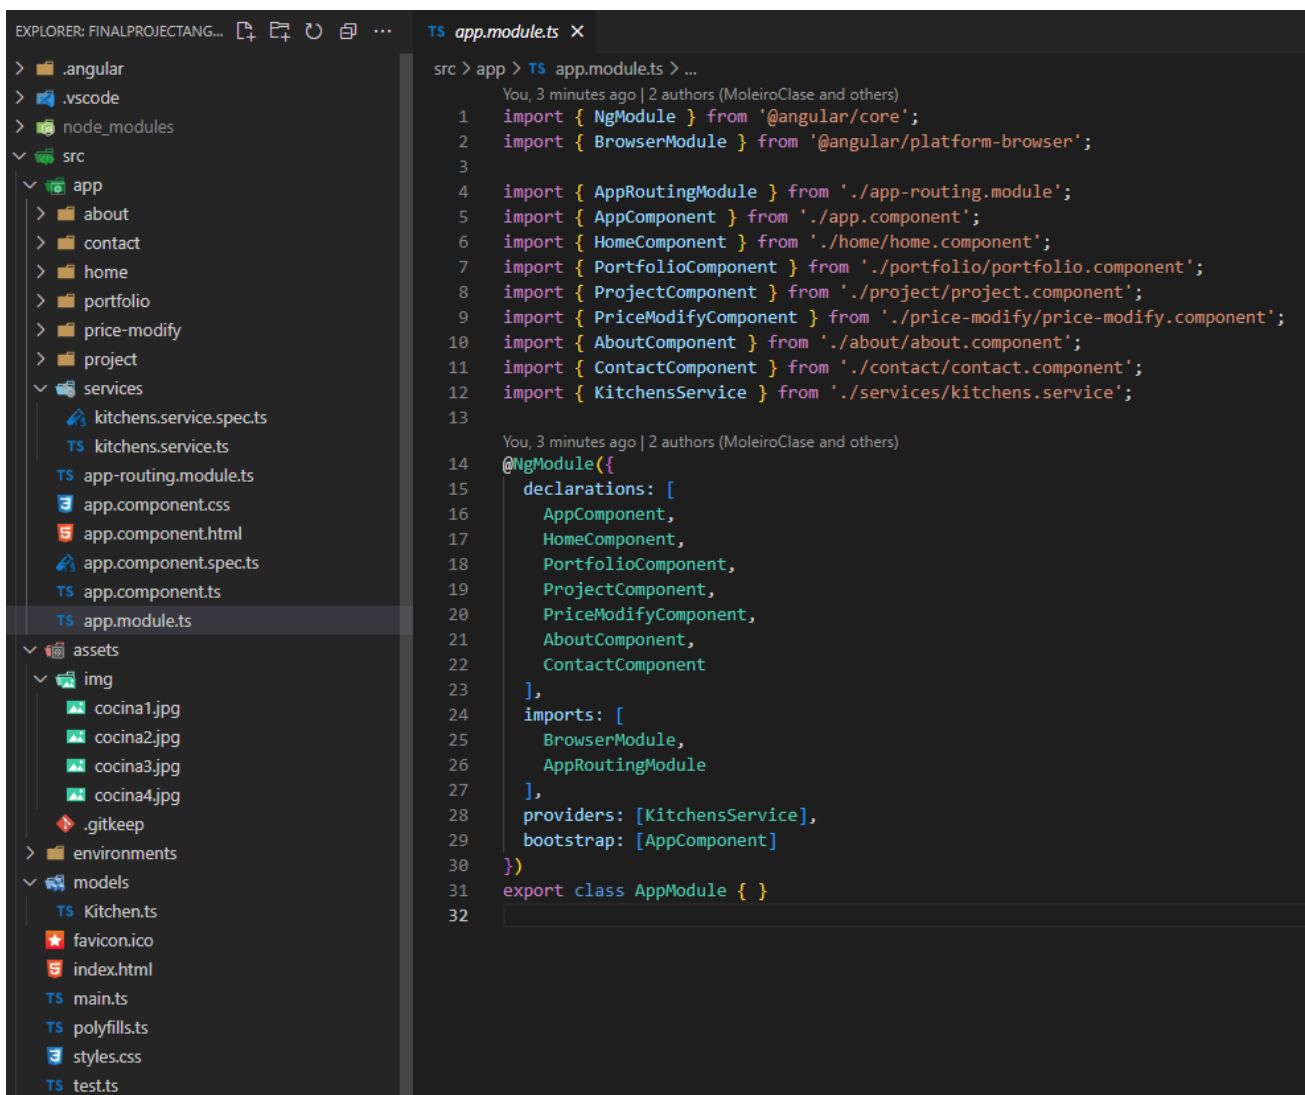 EXPLORER: FINALPROJECTANG...
.angular
.vscode
node_modules
src
app
about
contact
home
portfolio
price-modify
project
services
kitchens.service.spec.ts
TS kitchens.service.ts
TS app-routing.module.ts
app.component.css
app.component.html
app.component.spec.ts
TS app.component.ts
TS app.module.ts
assets
img
cocina1.jpg
cocina2.jpg
cocina3.jpg
cocina4.jpg
.gitkeep
environments
models
TS Kitchen.ts
favicon.ico
index.html
TS main.ts
TS polyfills.ts
styles.css
TS test.ts
TS app.module.ts ×
src > app > TS app.module.ts > ...
You, 3 minutes ago | 2 authors (MoleiroClase and others)
1 import { NgModule } from '@angular/core';
2 import { BrowserModule } from '@angular/platform-browser';
3
4 import { AppRoutingModule } from './app-routing.module';
5 import { AppComponent } from './app.component';
6 import { HomeComponent } from './home/home.component';
7 import { PortfolioComponent } from './portfolio/portfolio.component';
8 import { ProjectComponent } from './project/project.component';
9 import { PriceModifyComponent } from './price-modify/price-modify.component';
10 import { AboutComponent } from './about/about.component';
11 import { ContactComponent } from './contact/contact.component';
12 import { KitchensService } from './services/kitchens.service';
13
You, 3 minutes ago | 2 authors (MoleiroClase and others)
14 @NgModule({
15 declarations: [
16 AppComponent,
17 HomeComponent,
18 PortfolioComponent,
19 ProjectComponent,
20 PriceModifyComponent,
21 AboutComponent,
22 ContactComponent
23 ],
24 imports: [
25 BrowserModule,
26 AppRoutingModule
27 ],
28 providers: [KitchensService],
29 bootstrap: [AppComponent]
30 })
31 export class AppModule { }
32